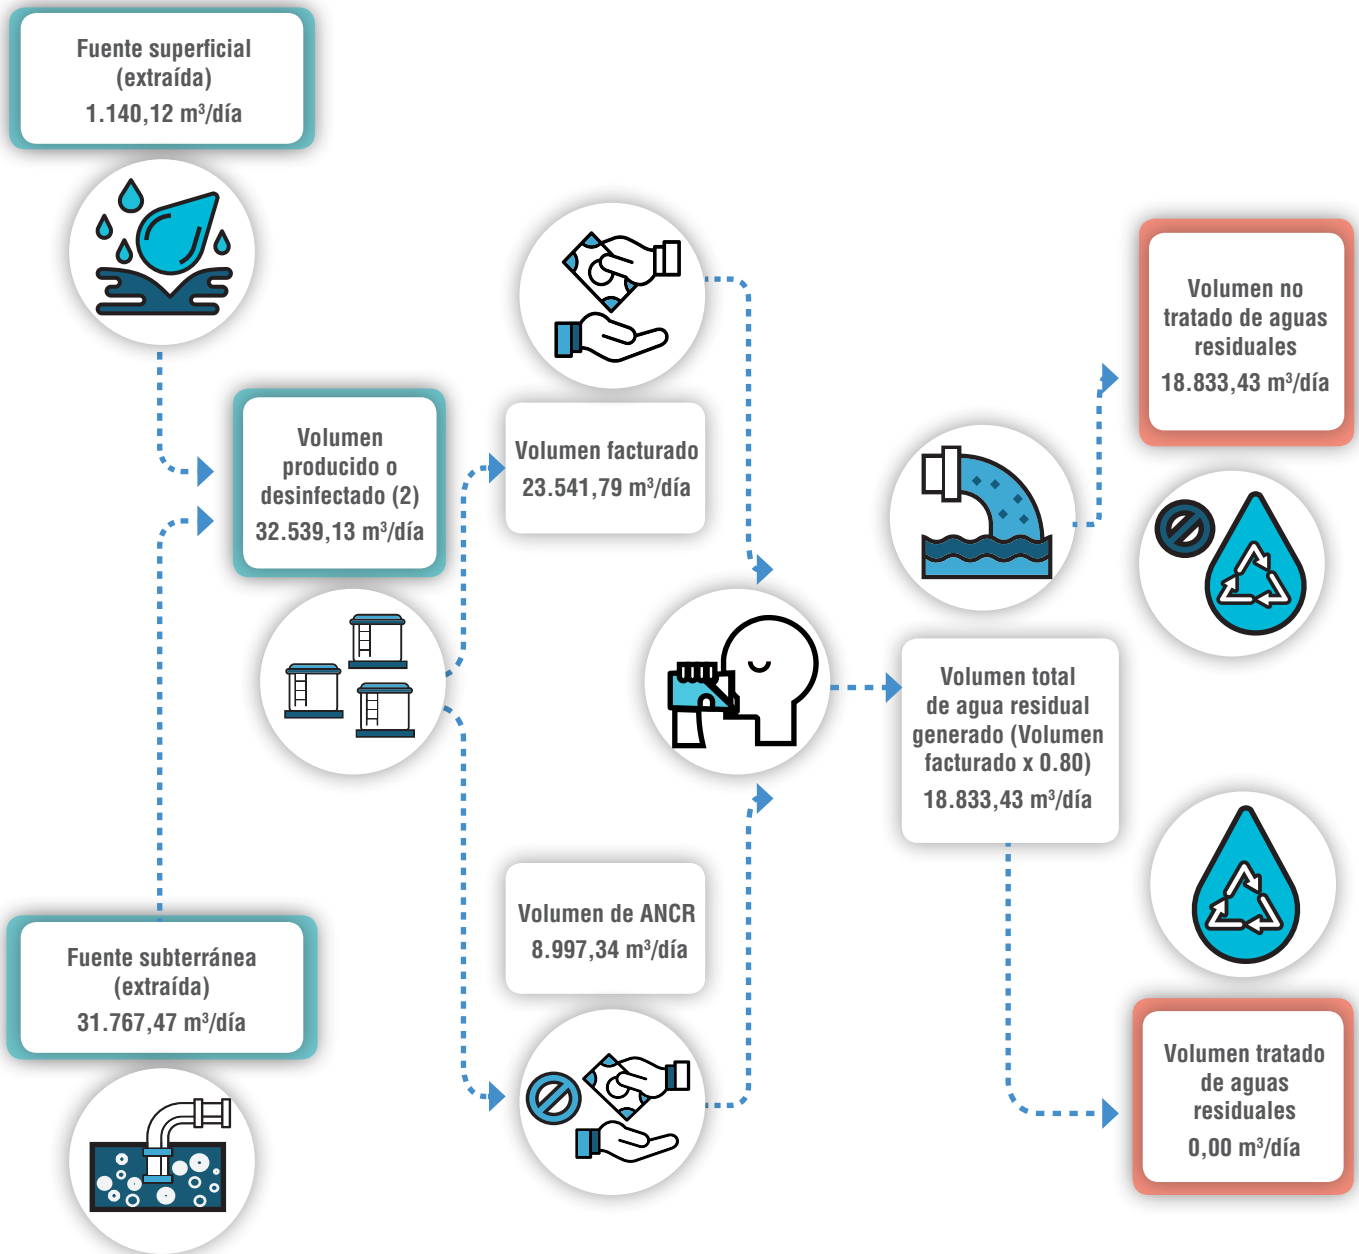 Fuente superficial
(extraída)
1.140,12 m³/día
Fuente subterránea
(extraída)
31.767,47 m³/día
Volumen
producido o
desinfectado (2)
32.539,13 m³/día
Volumen facturado
23.541,79 m³/día
Volumen de ANCR
8.997,34 m³/día
Volumen total
de agua residual
generado (Volumen
facturado x 0.80)
18.833,43 m³/día
Volumen no
tratado de aguas
residuales
18.833,43 m³/día
Volumen tratado
de aguas
residuales
0,00 m³/día